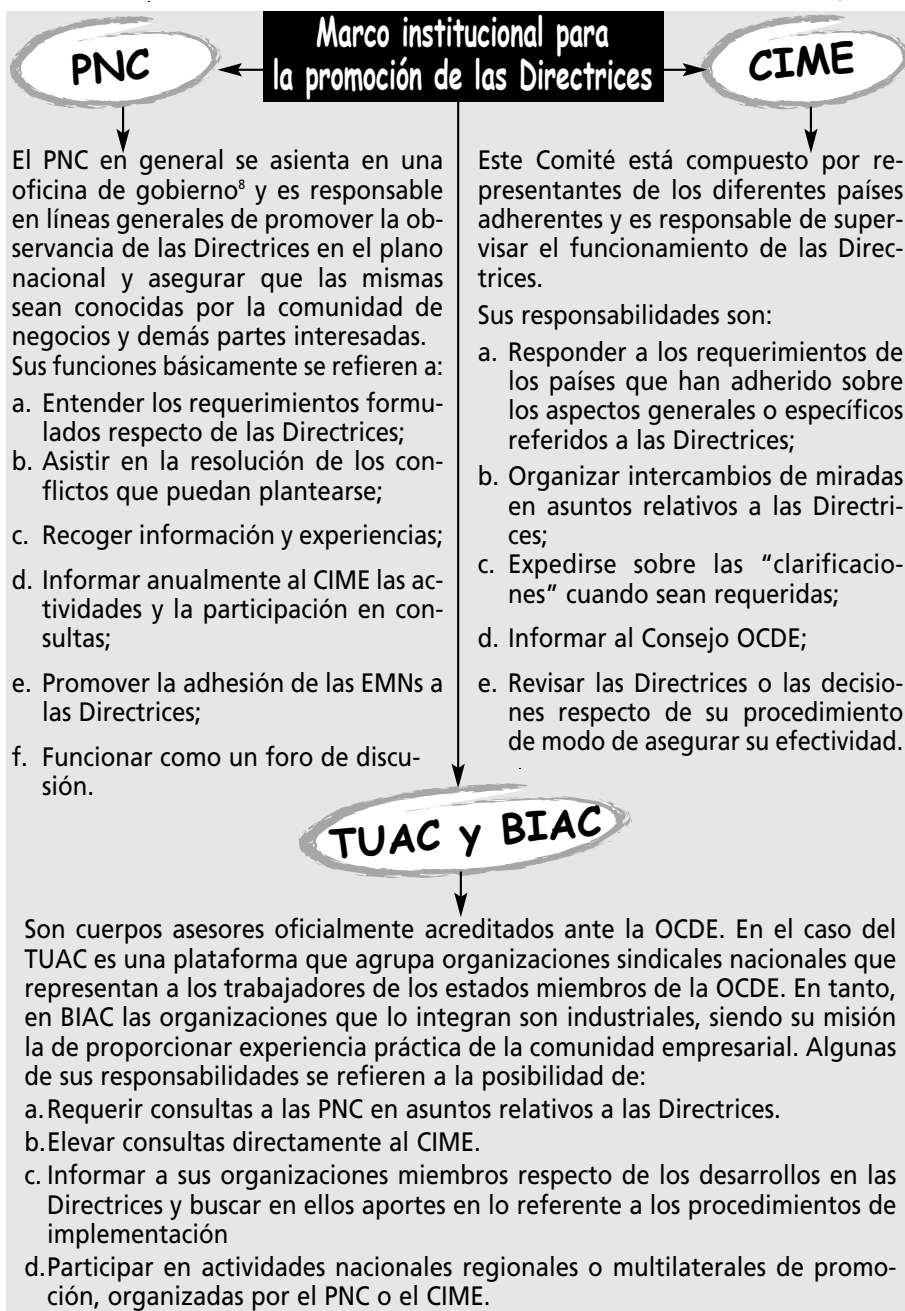 Marco institucional para
la promoción de las Directrices
PNC
El PNC en general se asienta en una
oficina de gobierno⁸ y es responsable
en líneas generales de promover la ob-
servancia de las Directrices en el plano
nacional y asegurar que las mismas
sean conocidas por la comunidad de
negocios y demás partes interesadas.
Sus funciones básicamente se refieren a:
a. Entender los requerimientos formu-
lados respecto de las Directrices;
b. Asistir en la resolución de los con-
flictos que puedan plantearse;
c. Recoger información y experiencias;
d. Informar anualmente al CIME las ac-
tividades y la participación en con-
sultas;
e. Promover la adhesión de las EMNs a
las Directrices;
f. Funcionar como un foro de discu-
sión.
CIME
Este Comité está compuesto por re-
presentantes de los diferentes países
adherentes y es responsable de super-
visar el funcionamiento de las Direc-
trices.
Sus responsabilidades son:
a. Responder a los requerimientos de
los países que han adherido sobre
los aspectos generales o específicos
referidos a las Directrices;
b. Organizar intercambios de miradas
en asuntos relativos a las Directri-
ces;
c. Expedirse sobre las "clarificacio-
nes" cuando sean requeridas;
d. Informar al Consejo OCDE;
e. Revisar las Directrices o las decisio-
nes respecto de su procedimiento
de modo de asegurar su efectividad.
TUAC y BIAC
Son cuerpos asesores oficialmente acreditados ante la OCDE. En el caso del
TUAC es una plataforma que agrupa organizaciones sindicales nacionales que
representan a los trabajadores de los estados miembros de la OCDE. En tanto,
en BIAC las organizaciones que lo integran son industriales, siendo su misión
la de proporcionar experiencia práctica de la comunidad empresarial. Algunas
de sus responsabilidades se refieren a la posibilidad de:
a. Requerir consultas a las PNC en asuntos relativos a las Directrices.
b. Elevar consultas directamente al CIME.
c. Informar a sus organizaciones miembros respecto de los desarrollos en las
Directrices y buscar en ellos aportes en lo referente a los procedimientos de
implementación
d. Participar en actividades nacionales regionales o multilaterales de promo-
ción, organizadas por el PNC o el CIME.